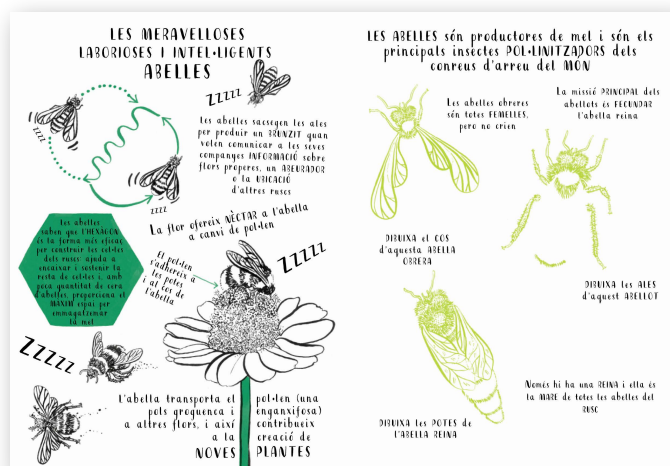 LES MERAVELLOSES
LABORIOSES I INTEL·LIGENTS
ABELLES
ZZZZZ
Les abelles sacsegen les ales
per produir un BRUNZIT quan
volen comunicar a les seves
companyes INFORMACIÓ sobre
flors properes, un ABEURADOR
o la UBICACIÓ
d'altres ruscs
ZZZZ
ZZZZ
La flor ofereix NÈCTAR a l'abella
a canvi de pol·len
Les abelles
saben que l'HEXÀGON
és la forma més eficaç
per construir les cel·les
dels ruscs: ajuda a
encaixar i sostenir la
resta de cel·les i, amb
poca quantitat de cera
d'abelles, proporciona el
MÀXIM espai per
emmagatzemar
la mel
El pol·len
s'adhereix a
les potes
i al cos de
l'abella
ZZZZZ
ZZZZZ
L'abella transporta el pol·len (una
pols groguenca i enganxifosa)
a altres flors, i així contribueix
a la creació de
NOVES PLANTES
LES ABELLES són productores de mel i són els
principals insectes POL·LINITZADORS dels
conreus d'arreu del MÓN
Les abelles obreres
són totes FEMELLES,
però no crien
La missió PRINCIPAL dels
abellots és FECUNDAR
l'abella reina
DIBUIXA el COS
d'aquesta ABELLA
OBRERA
DIBUIXA les ALES
d'aquest ABELLOT
Només hi ha una REINA i ella és
la MARE de totes les abelles del
RUSC
DIBUIXA les POTES de
l'ABELLA REINA